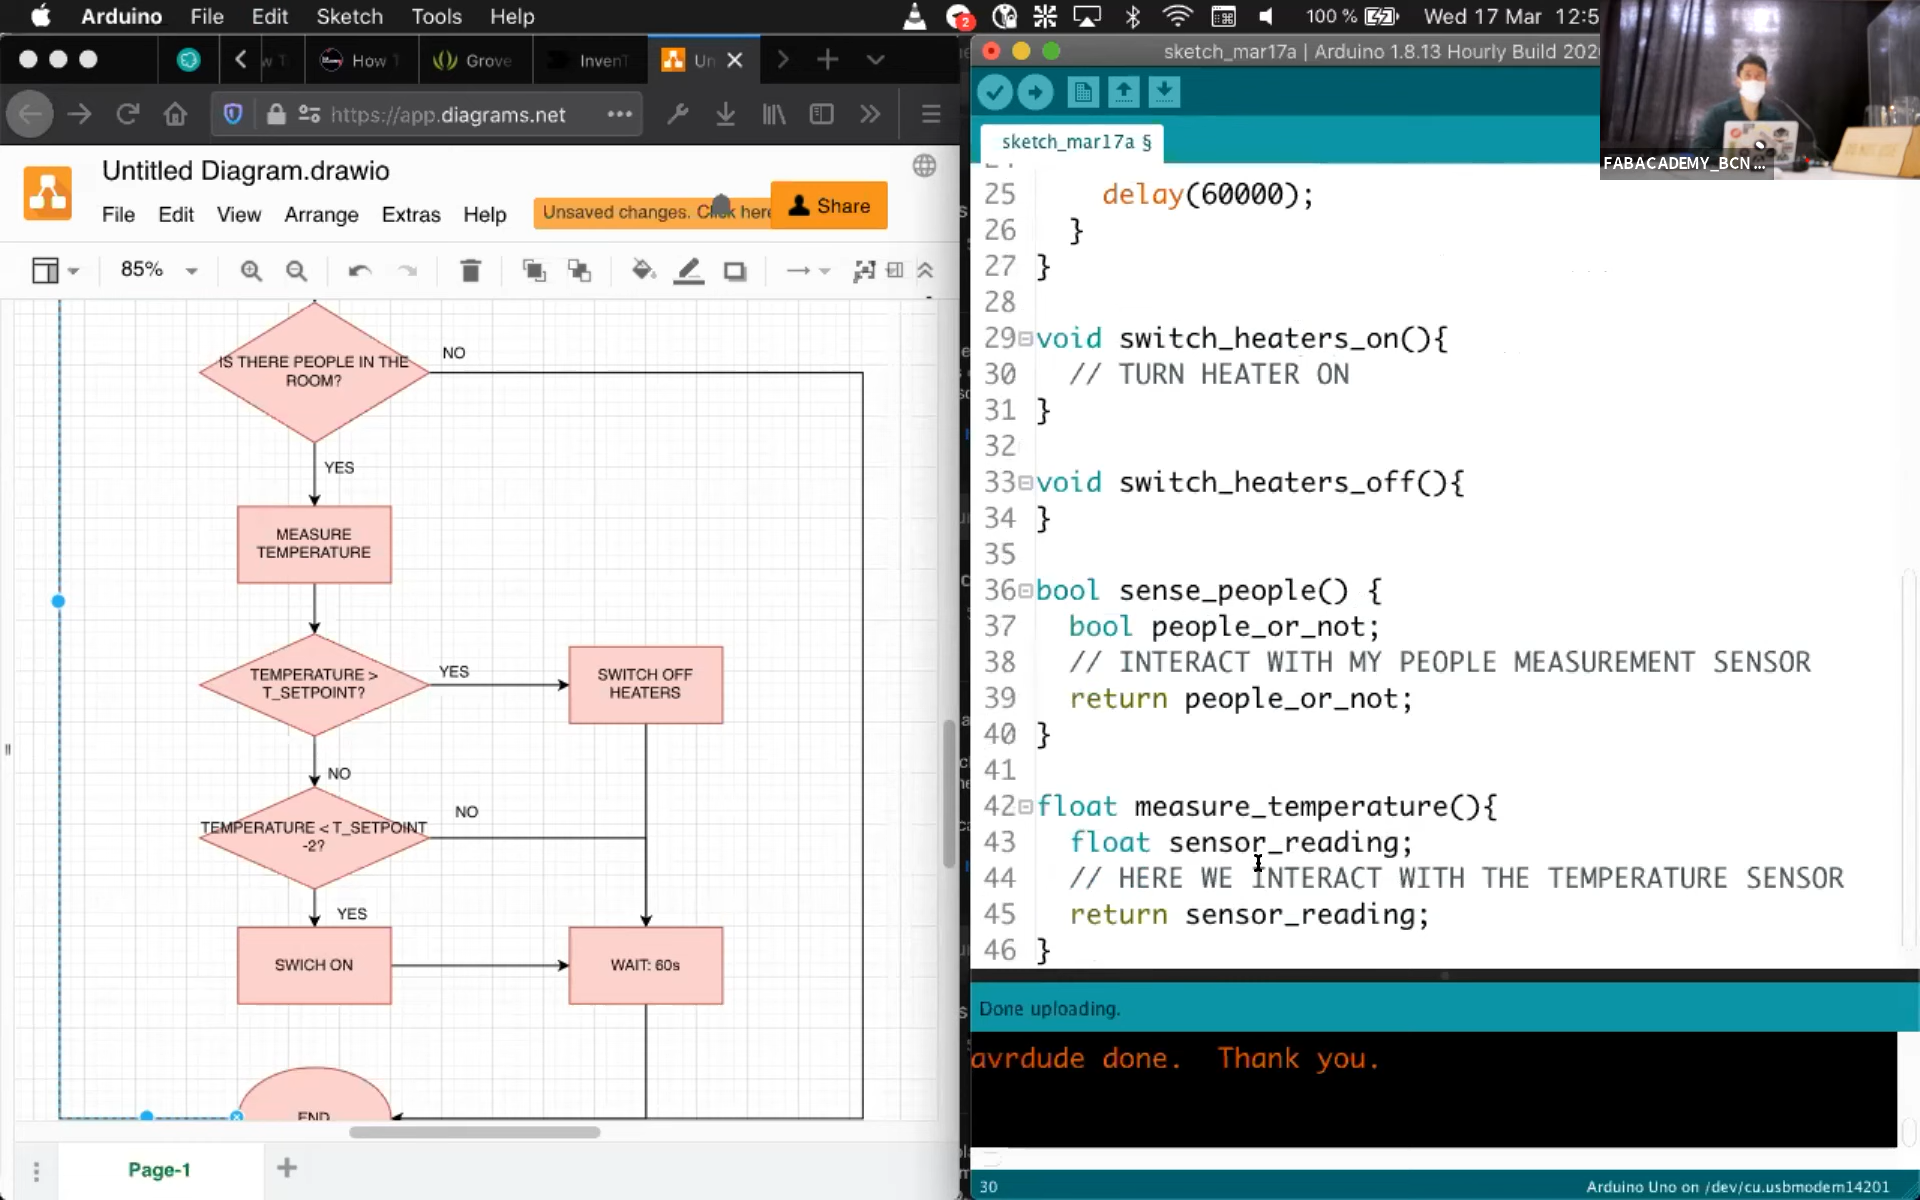 Arduino File Edit Sketch Tools Help
2
100 %
Wed 17 Mar 12:5
How
Grove
InvenT
Un
https://app.diagrams.net
Untitled Diagram.drawio
File Edit View Arrange Extras Help
Unsaved changes. Click here
Share
85%
IS THERE PEOPLE IN THE
ROOM?
NO
YES
MEASURE
TEMPERATURE
TEMPERATURE >
T_SETPOINT?
YES
SWITCH OFF
HEATERS
NO
TEMPERATURE < T_SETPOINT
-2?
NO
YES
SWICH ON
WAIT: 60s
END
Page-1
sketch_mar17a | Arduino 1.8.13 Hourly Build 202
sketch_mar17a §
FABACADEMY_BCN ...
25 delay(60000);
26 }
27 }
28
29 void switch_heaters_on(){
30 // TURN HEATER ON
31 }
32
33 void switch_heaters_off(){
34 }
35
36 bool sense_people() {
37 bool people_or_not;
38 // INTERACT WITH MY PEOPLE MEASUREMENT SENSOR
39 return people_or_not;
40 }
41
42 float measure_temperature(){
43 float sensor_reading;
44 // HERE WE INTERACT WITH THE TEMPERATURE SENSOR
45 return sensor_reading;
46 }
Done uploading.
avrdude done. Thank you.
30
Arduino Uno on /dev/cu.usbmodem14201